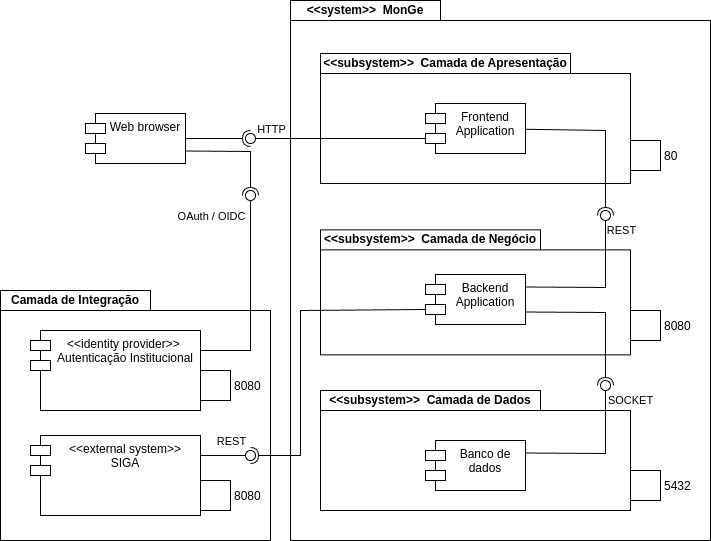 <<system>> MonGe
<<subsystem>> Camada de Apresentação
Web browser
HTTP
Frontend
Application
80
OAuth / OIDC
REST
<<subsystem>> Camada de Negócio
Backend
Application
8080
Camada de Integração
<<identity provider>>
Autenticação Institucional
8080
<<subsystem>> Camada de Dados
SOCKET
<<external system>>
SIGA
REST
8080
Banco de
dados
5432